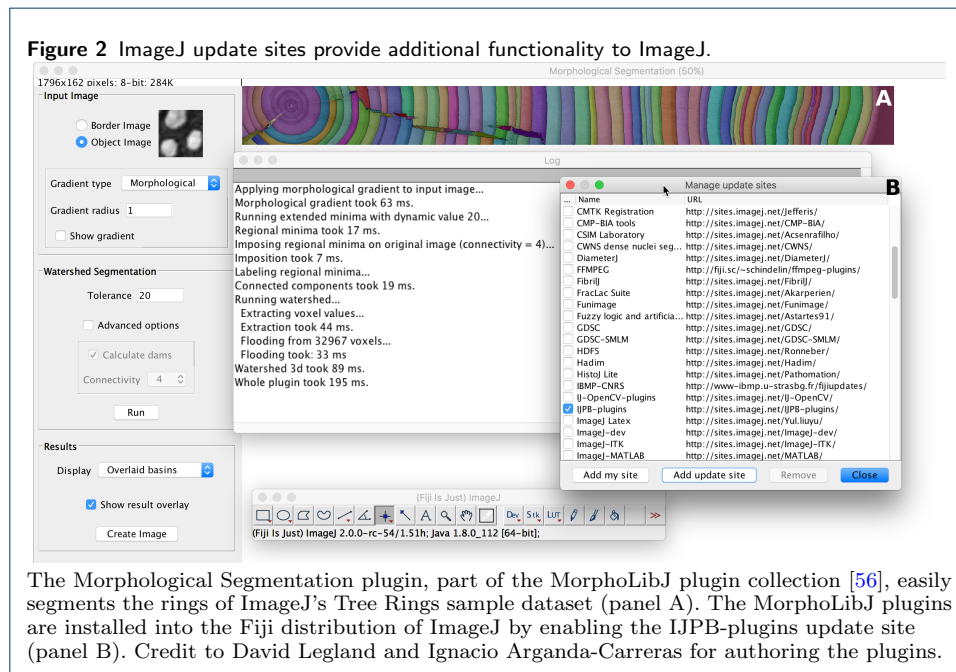 Figure 2 ImageJ update sites provide additional functionality to ImageJ.
Morphological Segmentation (50%)
1796x162 pixels; 8-bit; 284K
A
Input Image
Border Image
Object Image
Gradient type Morphological
Gradient radius 1
Show gradient
Watershed Segmentation
Tolerance 20
Advanced options
Calculate dams
Connectivity 4
Run
Results
Display Overlaid basins
Show result overlay
Create Image
Log
Applying morphological gradient to input image...
Morphological gradient took 63 ms.
Running extended minima with dynamic value 20...
Regional minima took 17 ms.
Imposing regional minima on original image (connectivity = 4)...
Imposition took 7 ms.
Labeling regional minima...
Connected components took 19 ms.
Running watershed...
Extracting voxel values...
Extraction took 44 ms.
Flooding from 32967 voxels...
Flooding took: 33 ms
Watershed 3d took 89 ms.
Whole plugin took 195 ms.
Manage update sites
B
... Name URL
CMTK Registration http://sites.imagej.net/Jefferis/
CMP-BIA tools http://sites.imagej.net/CMP-BIA/
CSIM Laboratory http://sites.imagej.net/Acsenrafilho/
CWNS dense nuclei seg... http://sites.imagej.net/CWNS/
DiameterJ http://sites.imagej.net/DiameterJ/
FFMPEG http://fiji.sc/~schindelin/ffmpeg-plugins/
FibrilJ http://sites.imagej.net/FibrilJ/
FracLac Suite http://sites.imagej.net/Akarperien/
Funimage http://sites.imagej.net/Funimage/
Fuzzy logic and artificia... http://sites.imagej.net/Astartes91/
GDSC http://sites.imagej.net/GDSC/
GDSC-SMLM http://sites.imagej.net/GDSC-SMLM/
HDF5 http://sites.imagej.net/Ronneber/
Hadim http://sites.imagej.net/Hadim/
HistoJ Lite http://sites.imagej.net/Pathomation/
IBMP-CNRS http://www-ibmp.u-strasbg.fr/fijiupdates/
IJ-OpenCV-plugins http://sites.imagej.net/IJ-OpenCV/
IJPB-plugins http://sites.imagej.net/IJPB-plugins/
ImageJ Latex http://sites.imagej.net/Yul.liuyu/
ImageJ-dev http://sites.imagej.net/ImageJ-dev/
ImageJ-ITK http://sites.imagej.net/ImageJ-ITK/
ImageJ-MATLAB http://sites.imagej.net/MATLAB/
Add my site Add update site Remove Close
(Fiji Is Just) ImageJ
A Dev Stk LUT >>
(Fiji Is Just) ImageJ 2.0.0-rc-54/1.51h; Java 1.8.0_112 [64-bit];
The Morphological Segmentation plugin, part of the MorphoLibJ plugin collection [56], easily
segments the rings of ImageJ's Tree Rings sample dataset (panel A). The MorphoLibJ plugins
are installed into the Fiji distribution of ImageJ by enabling the IJPB-plugins update site
(panel B). Credit to David Legland and Ignacio Arganda-Carreras for authoring the plugins.